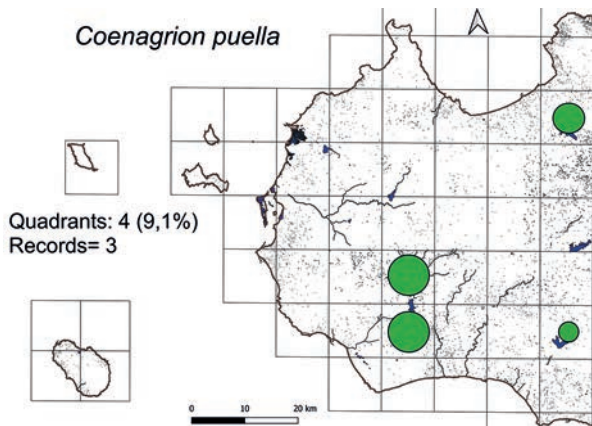 Coenagrion puella
Quadrants: 4 (9,1%)
Records= 3
0 10 20 km